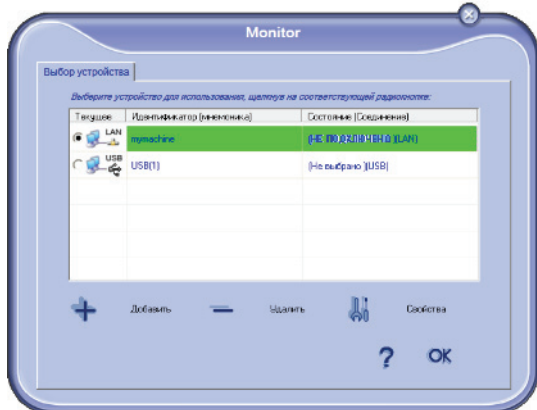 Monitor
Выбор устройства
Выберите устройство для использования, щелкнув на соответствующей радиокнопке:
Текущее Идентификатор (мнемоника) Состояние (Соединение)
LAN mymachine (НЕ ПОДКЛЮЧЕНО )(LAN)
USB USB(1) (Не выбрано )(USB)
Добавить Удалить Свойства
? OK